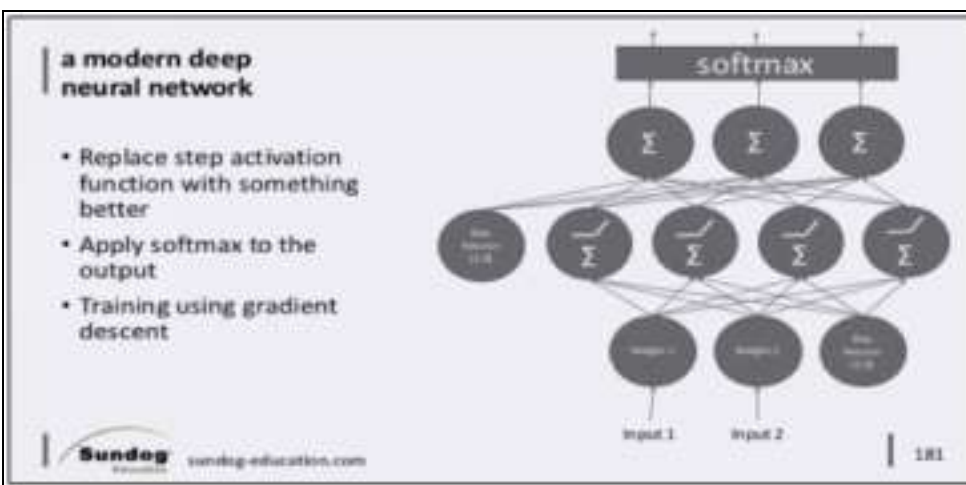 a modern deep
neural network
• Replace step activation
function with something
better
• Apply softmax to the
output
• Training using gradient
descent
softmax
Σ Σ Σ
Σ Σ Σ Σ
Input 1 Input 2
Sundog
sundog-education.com
181